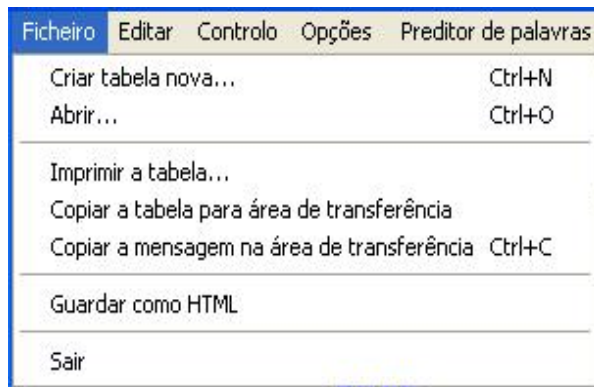 Ficheiro Editar Controlo Opções Preditor de palavras
Criar tabela nova... Ctrl+N
Abrir... Ctrl+O
Imprimir a tabela...
Copiar a tabela para área de transferência
Copiar a mensagem na área de transferência Ctrl+C
Guardar como HTML
Sair